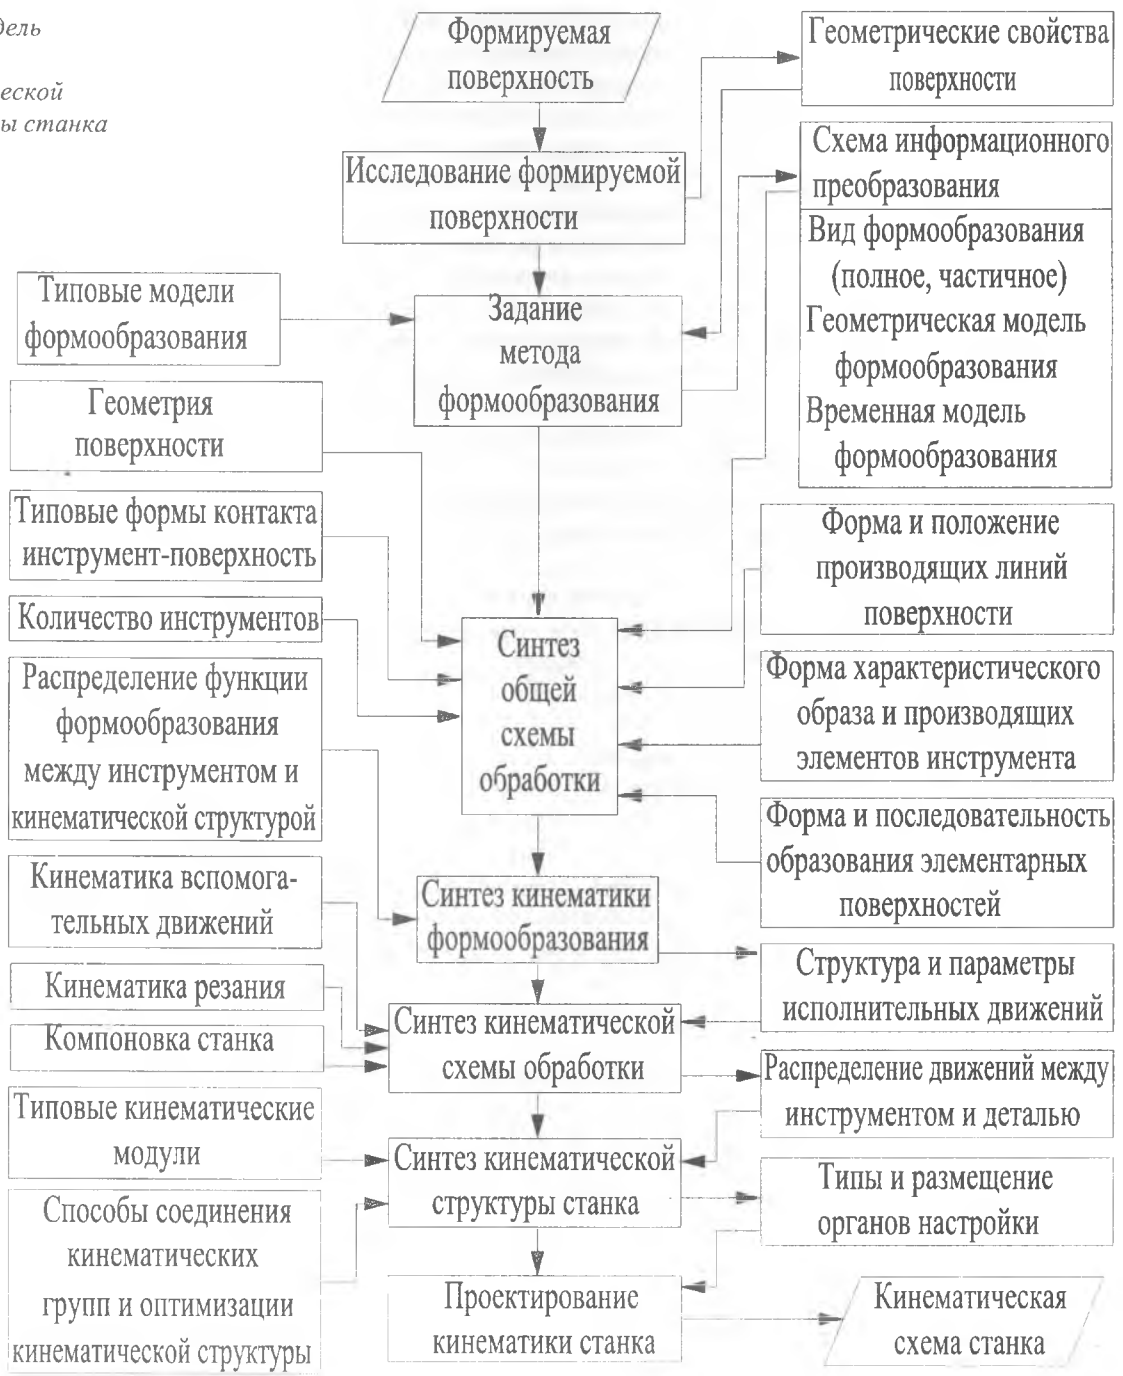 дель
еской
ы станка
Формируемая
поверхность
Геометрические свойства
поверхности
Исследование формируемой
поверхности
Схема информационного
преобразования
Вид формообразования
(полное, частичное)
Геометрическая модель
формообразования
Временная модель
формообразования
Типовые модели
формообразования
Задание
метода
формообразования
Геометрия
поверхности
Типовые формы контакта
инструмент-поверхность
Количество инструментов
Форма и положение
производящих линий
поверхности
Синтез
общей
схемы
обработки
Форма характеристического
образа и производящих
элементов инструмента
Распределение функции
формообразования
между инструментом и
кинематической структурой
Форма и последовательность
образования элементарных
поверхностей
Кинематика вспомога-
тельных движений
Синтез кинематики
формообразования
Структура и параметры
исполнительных движений
Кинематика резания
Компоновка станка
Синтез кинематической
схемы обработки
Распределение движений между
инструментом и деталью
Типовые кинематические
модули
Синтез кинематической
структуры станка
Типы и размещение
органов настройки
Способы соединения
кинематических
групп и оптимизации
кинематической структуры
Проектирование
кинематики станка
Кинематическая
схема станка